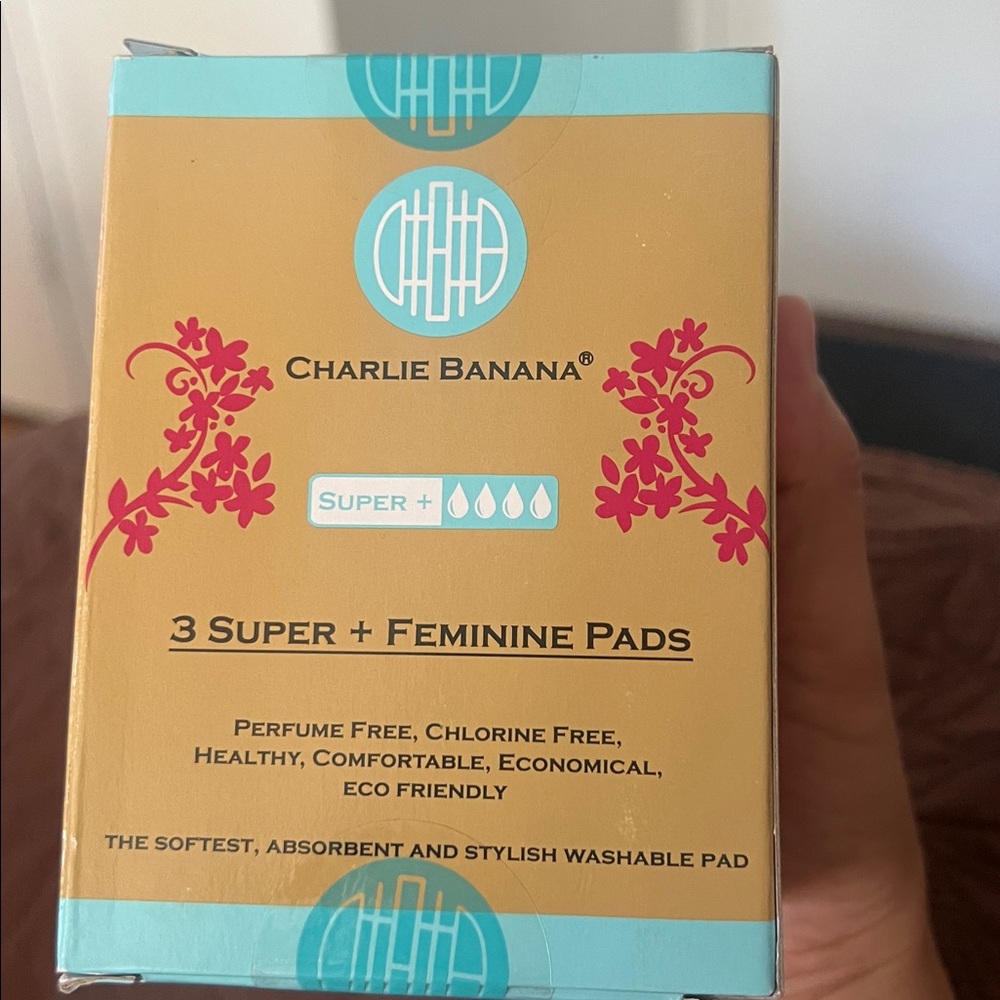 Charlie Banana®
Super +
3 Super + Feminine Pads
Perfume Free, Chlorine Free,
Healthy, Comfortable, Economical,
eco friendly
the softest, absorbent and stylish washable pad